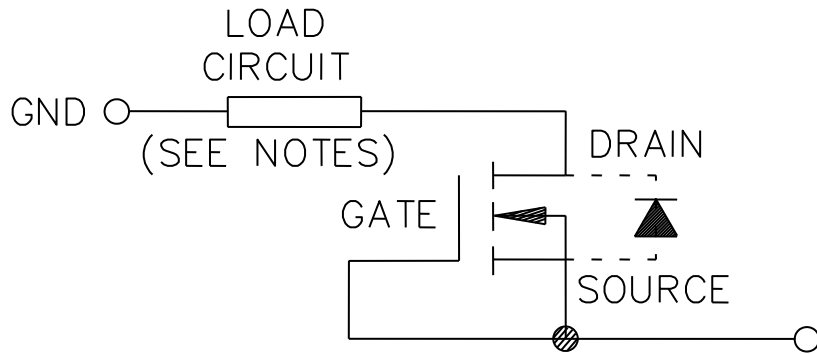 LOAD
CIRCUIT
GND
(SEE NOTES)
DRAIN
GATE
SOURCE